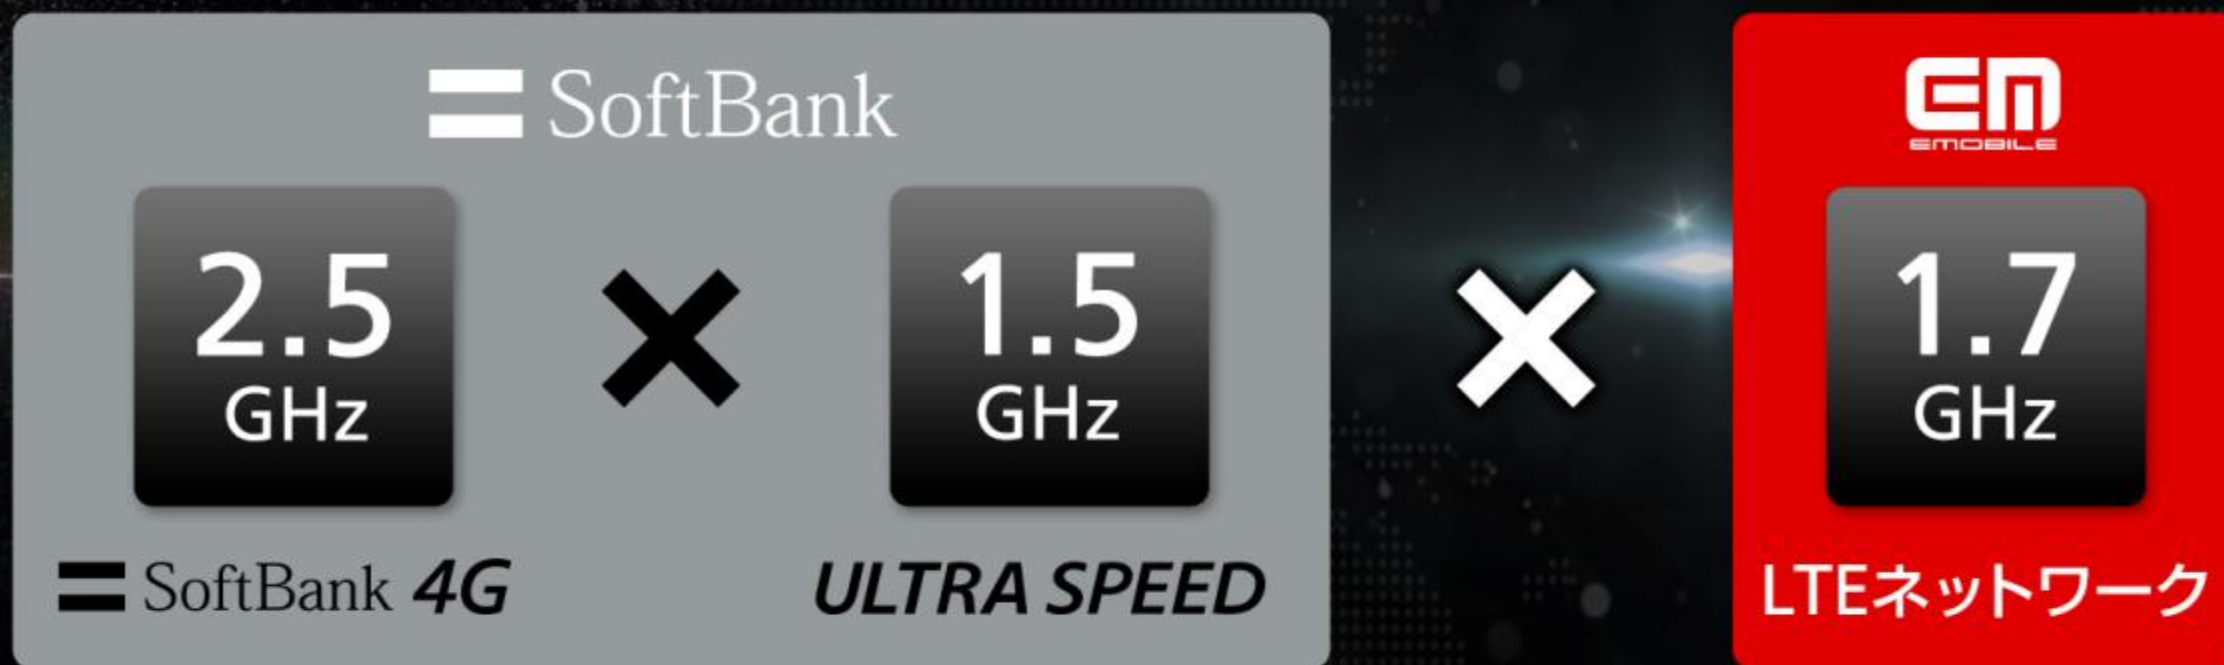 SoftBank
2.5
GHz
×
1.5
GHz
SoftBank 4G
ULTRA SPEED
×
EM
EMOBILE
1.7
GHz
LTEネットワーク